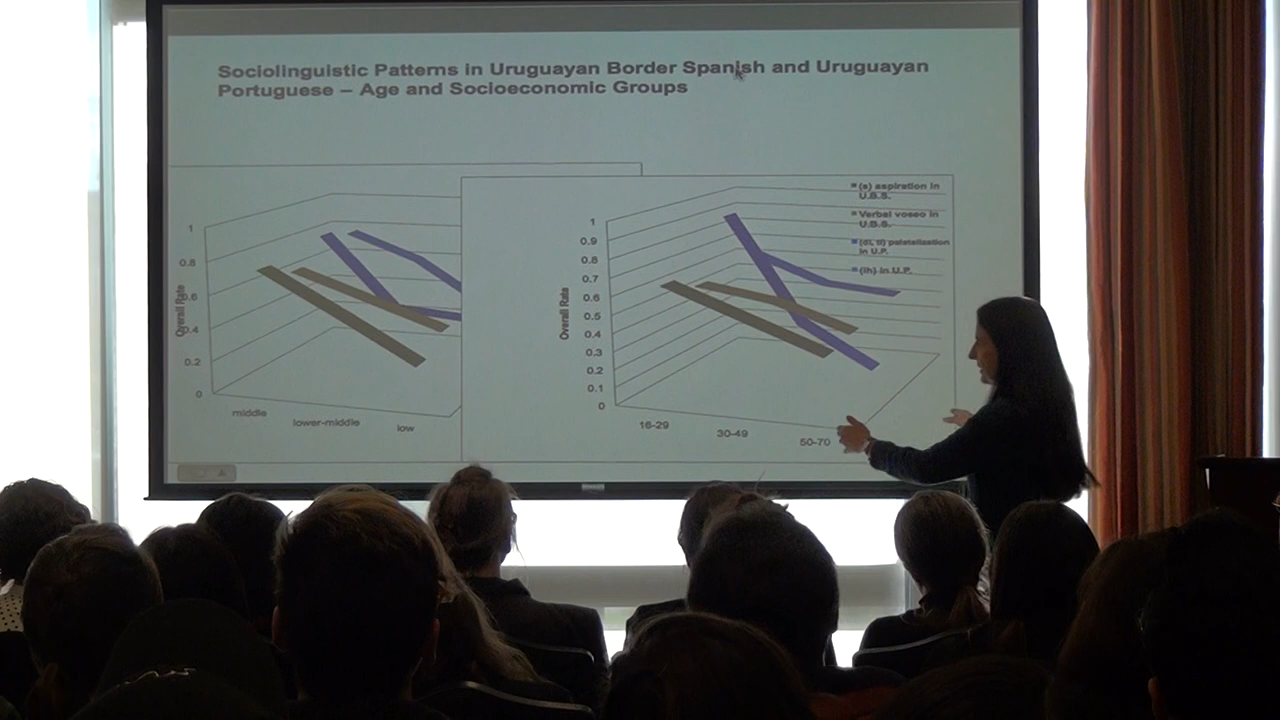 Sociolinguistic Patterns in Uruguayan Border Spanish and Uruguayan
Portuguese – Age and Socioeconomic Groups
1
0.8
0.6
0.4
0.2
0
Overall Rate
middle
lower-middle
low
1
0.9
0.8
0.7
0.6
0.5
0.4
0.3
0.2
0.1
0
Overall Rate
16-29
30-49
50-70
(s) aspiration in
U.B.S.
Verbal voseo in
U.B.S.
(di, ti) palatalization
in U.P.
(lh) in U.P.